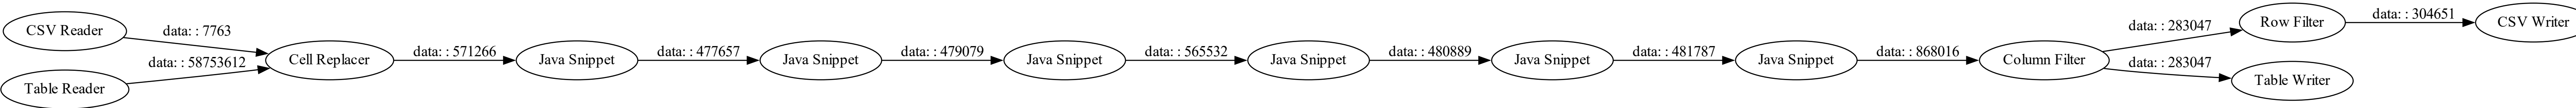 CSV Reader
data: : 7763
Table Reader
data: : 58753612
Cell Replacer
data: : 571266
Java Snippet
data: : 477657
Java Snippet
data: : 479079
Java Snippet
data: : 565532
Java Snippet
data: : 480889
Java Snippet
data: : 481787
Java Snippet
data: : 868016
Column Filter
data: : 283047
Row Filter
data: : 304651
CSV Writer
data: : 283047
Table Writer